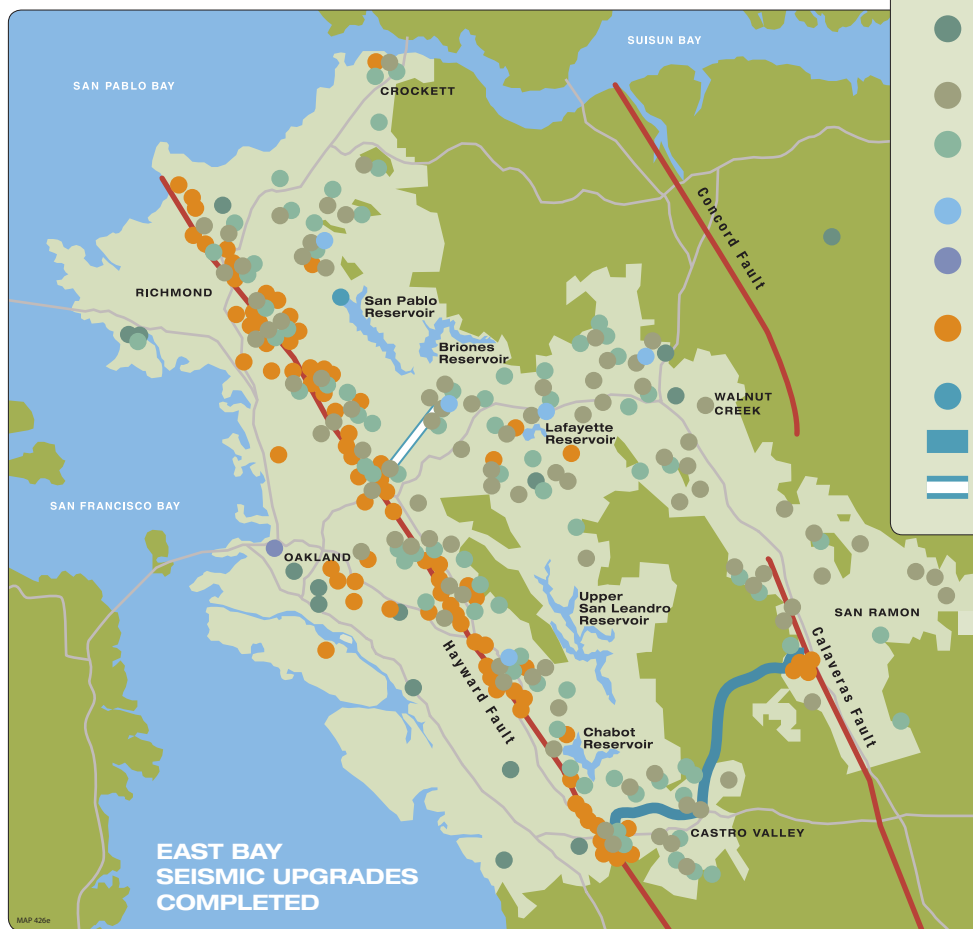 SUISUN BAY
SAN PABLO BAY
CROCKETT
Concord Fault
RICHMOND
San Pablo
Reservoir
Briones
Reservoir
WALNUT
CREEK
Lafayette
Reservoir
SAN FRANCISCO BAY
OAKLAND
Upper
San Leandro
Reservoir
SAN RAMON
Hayward Fault
Calaveras Fault
Chabot
Reservoir
CASTRO VALLEY
EAST BAY
SEISMIC UPGRADES
COMPLETED
MAP 426e